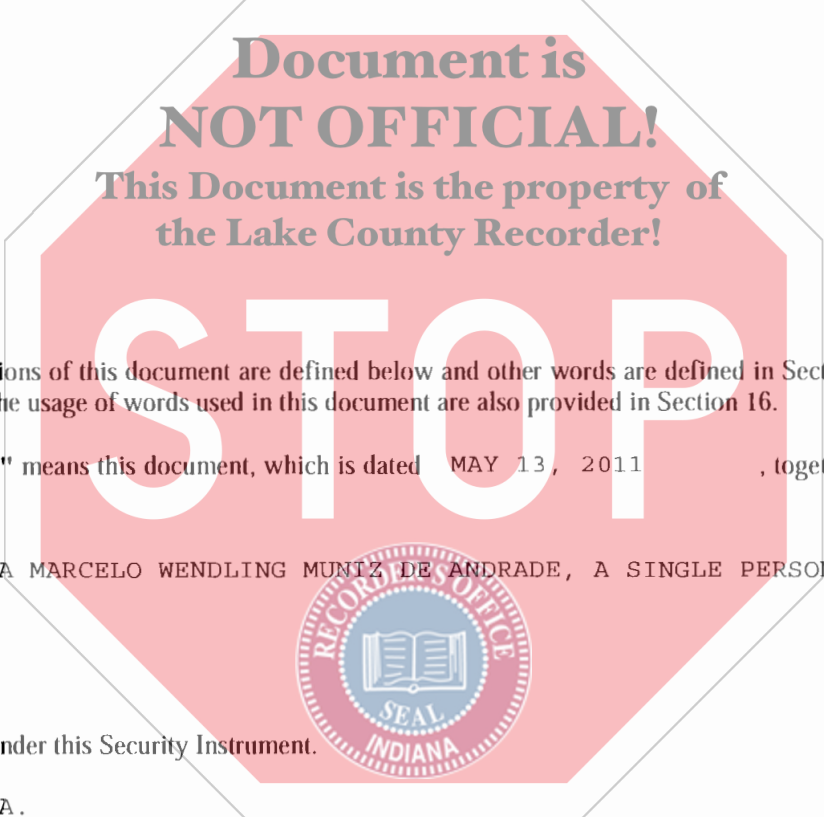 Document is
NOT OFFICIAL!
This Document is the property of
the Lake County Recorder!
STOP
ions of this document are defined below and other words are defined in Sect
he usage of words used in this document are also provided in Section 16.
" means this document, which is dated MAY 13, 2011 , toget
A MARCELO WENDLING MUNTZ DE ANDRADE, A SINGLE PERSON
RECORDER'S OFFICE
SEAL
INDIANA
nder this Security Instrument.
A.